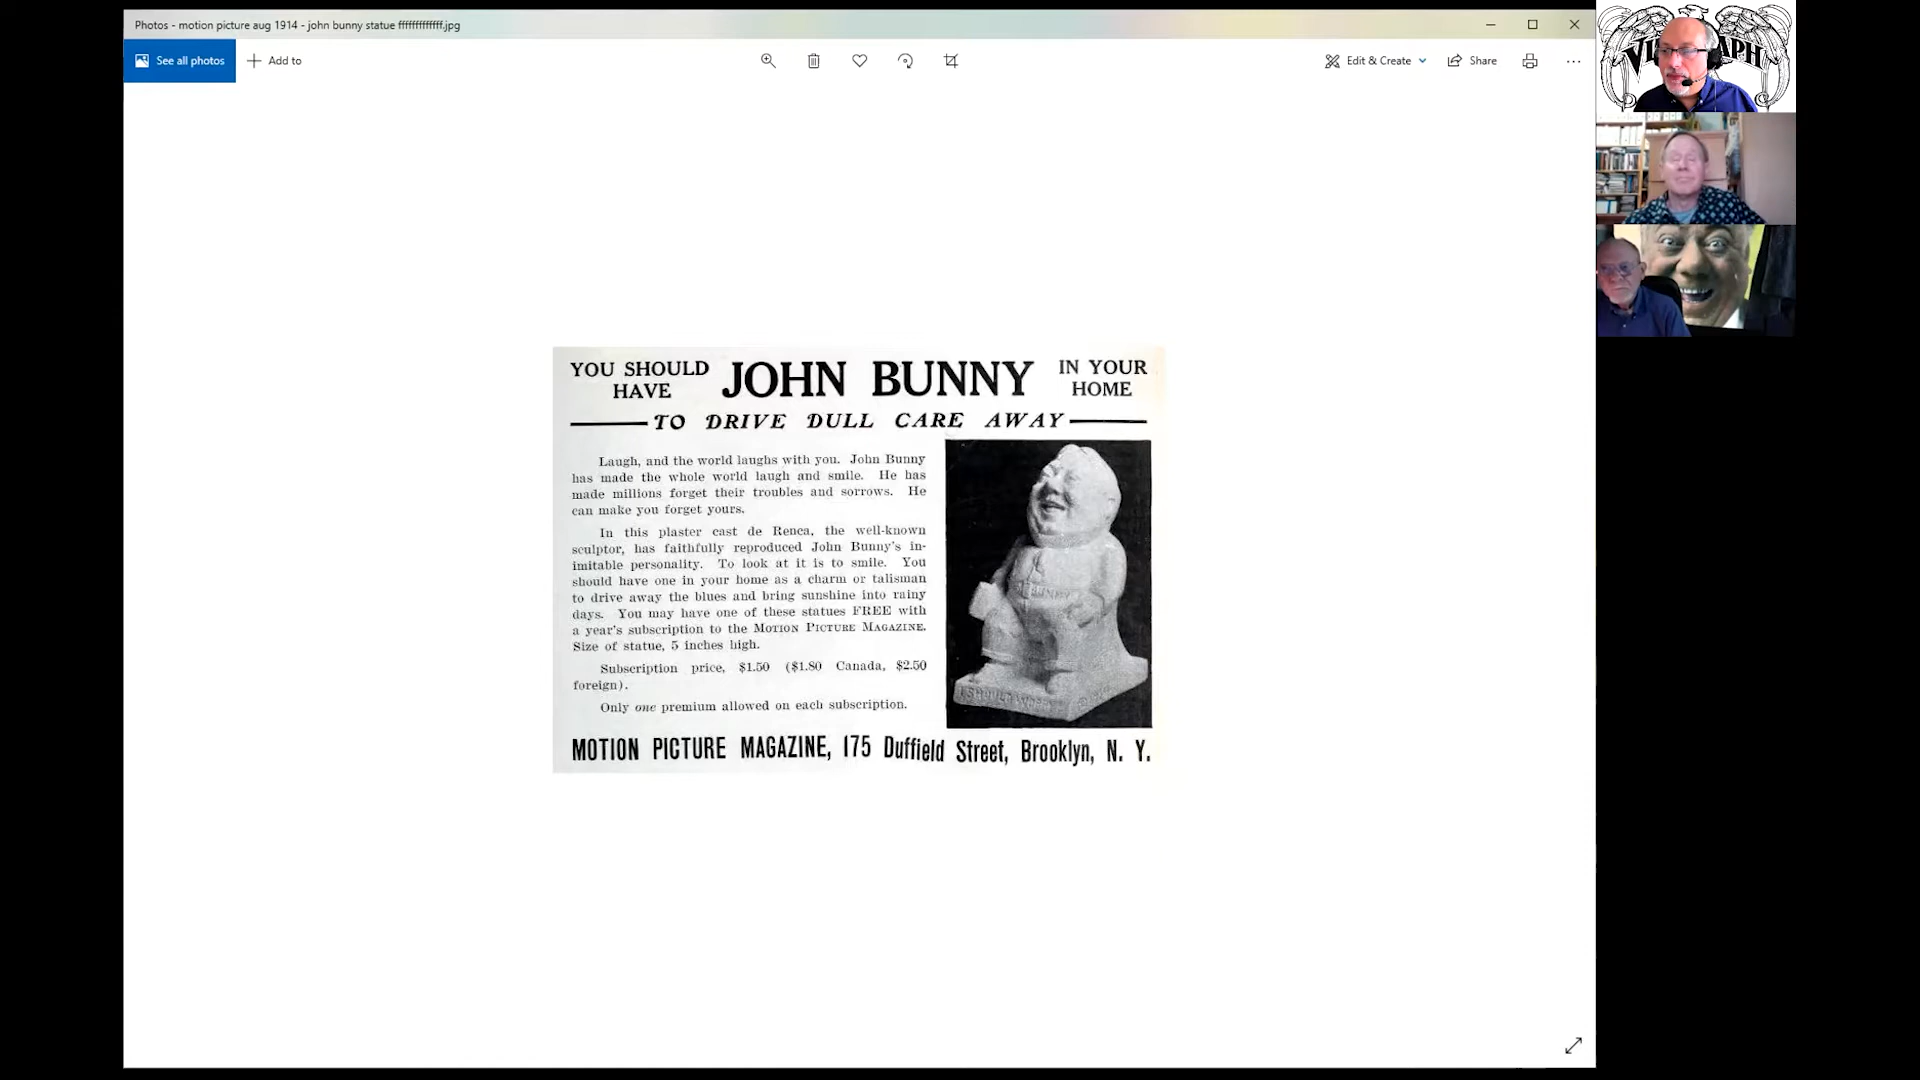 Photos - motion picture aug 1914 - john bunny statue fffffffffffff.jpg
See all photos
Add to
Edit & Create
Share
YOU SHOULD HAVE JOHN BUNNY IN YOUR HOME
TO DRIVE DULL CARE AWAY
Laugh, and the world laughs with you. John Bunny
has made the whole world laugh and smile. He has
made millions forget their troubles and sorrows. He
can make you forget yours.
In this plaster cast de Renca, the well-known
sculptor, has faithfully reproduced John Bunny's in-
imitable personality. To look at it is to smile. You
should have one in your home as a charm or talisman
to drive away the blues and bring sunshine into rainy
days. You may have one of these statues FREE with
a year's subscription to the MOTION PICTURE MAGAZINE.
Size of statue, 5 inches high.
Subscription price, $1.50 ($1.80 Canada, $2.50
foreign).
Only one premium allowed on each subscription.
BUNNY
I SHOULD WORRY
MOTION PICTURE MAGAZINE, 175 Duffield Street, Brooklyn, N. Y.